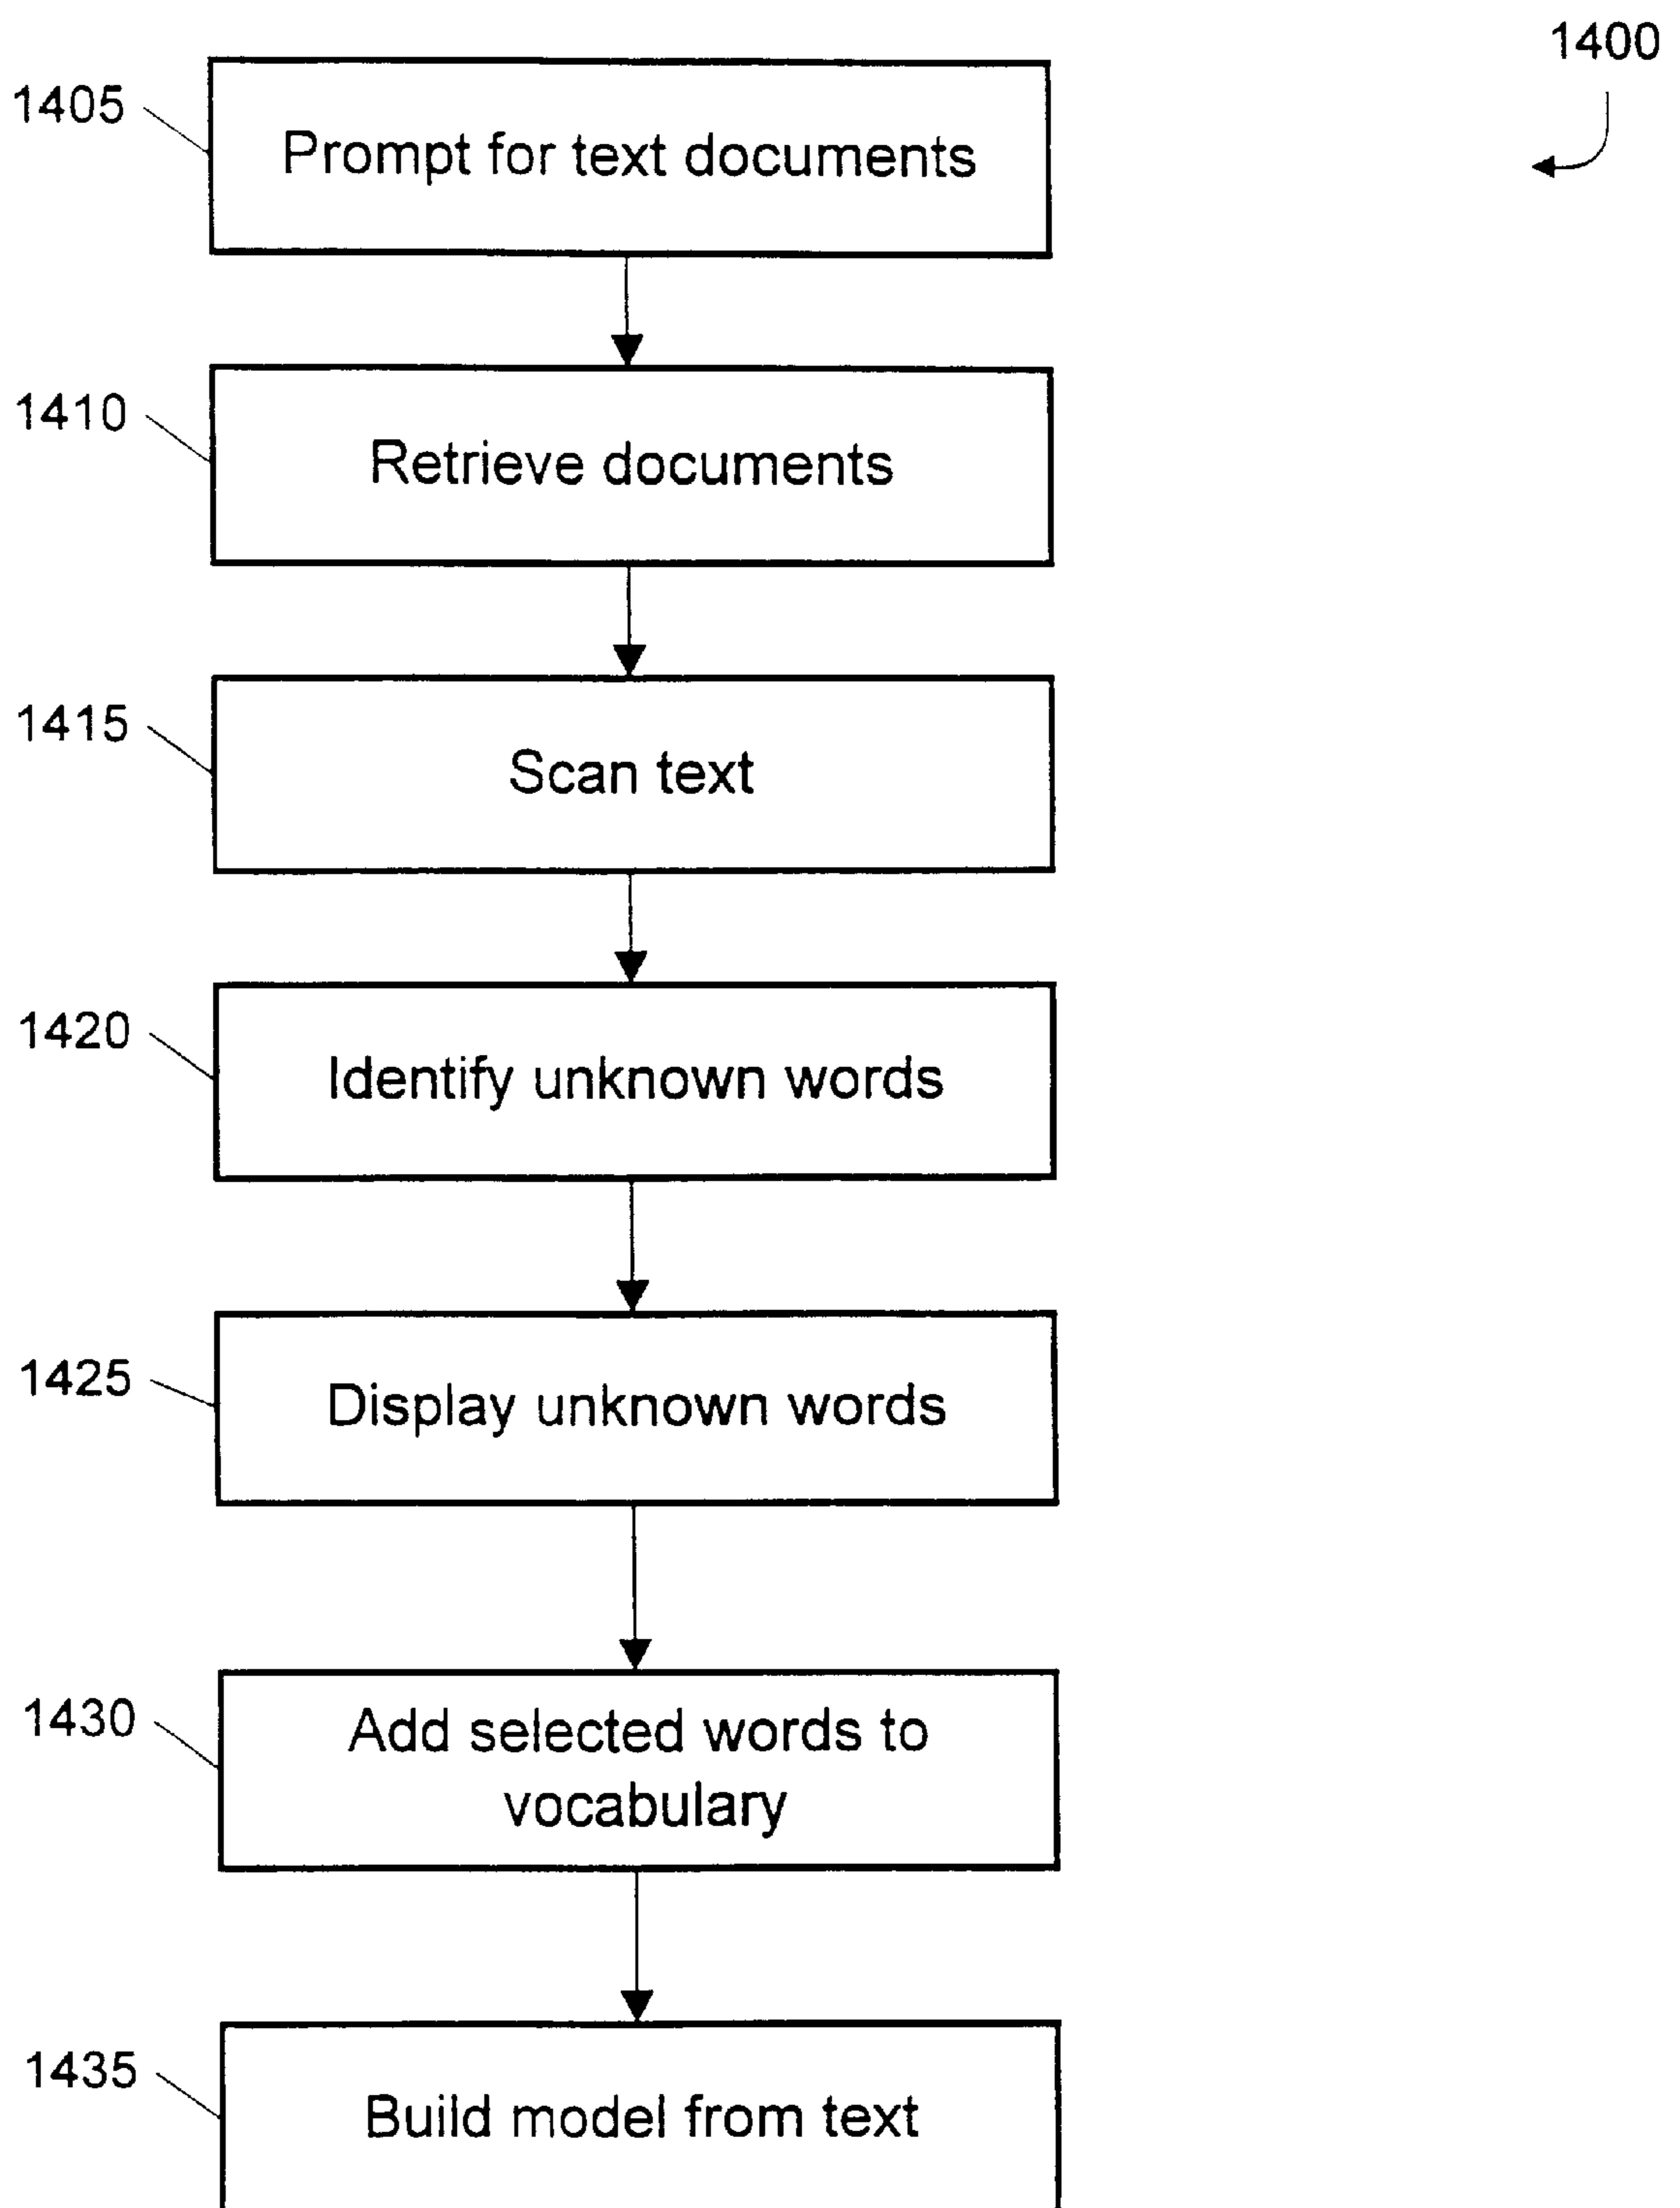 1400
1405
Prompt for text documents
1410
Retrieve documents
1415
Scan text
1420
Identify unknown words
1425
Display unknown words
1430
Add selected words to
vocabulary
1435
Build model from text